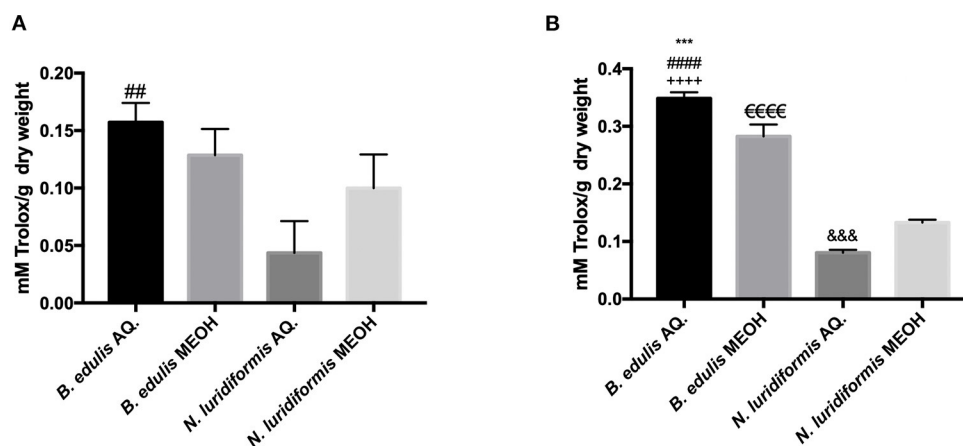 A
mM Trolox/g dry weight
0.20
0.15
0.10
0.05
0.00
##
B. edulis AQ.
B. edulis MEOH
N. luridiformis AQ.
N. luridiformis MEOH
B
mM Trolox/g dry weight
0.4
0.3
0.2
0.1
0.0
***
####
++++
€€€€
&&&
B. edulis AQ.
B. edulis MEOH
N. luridiformis AQ.
N. luridiformis MEOH